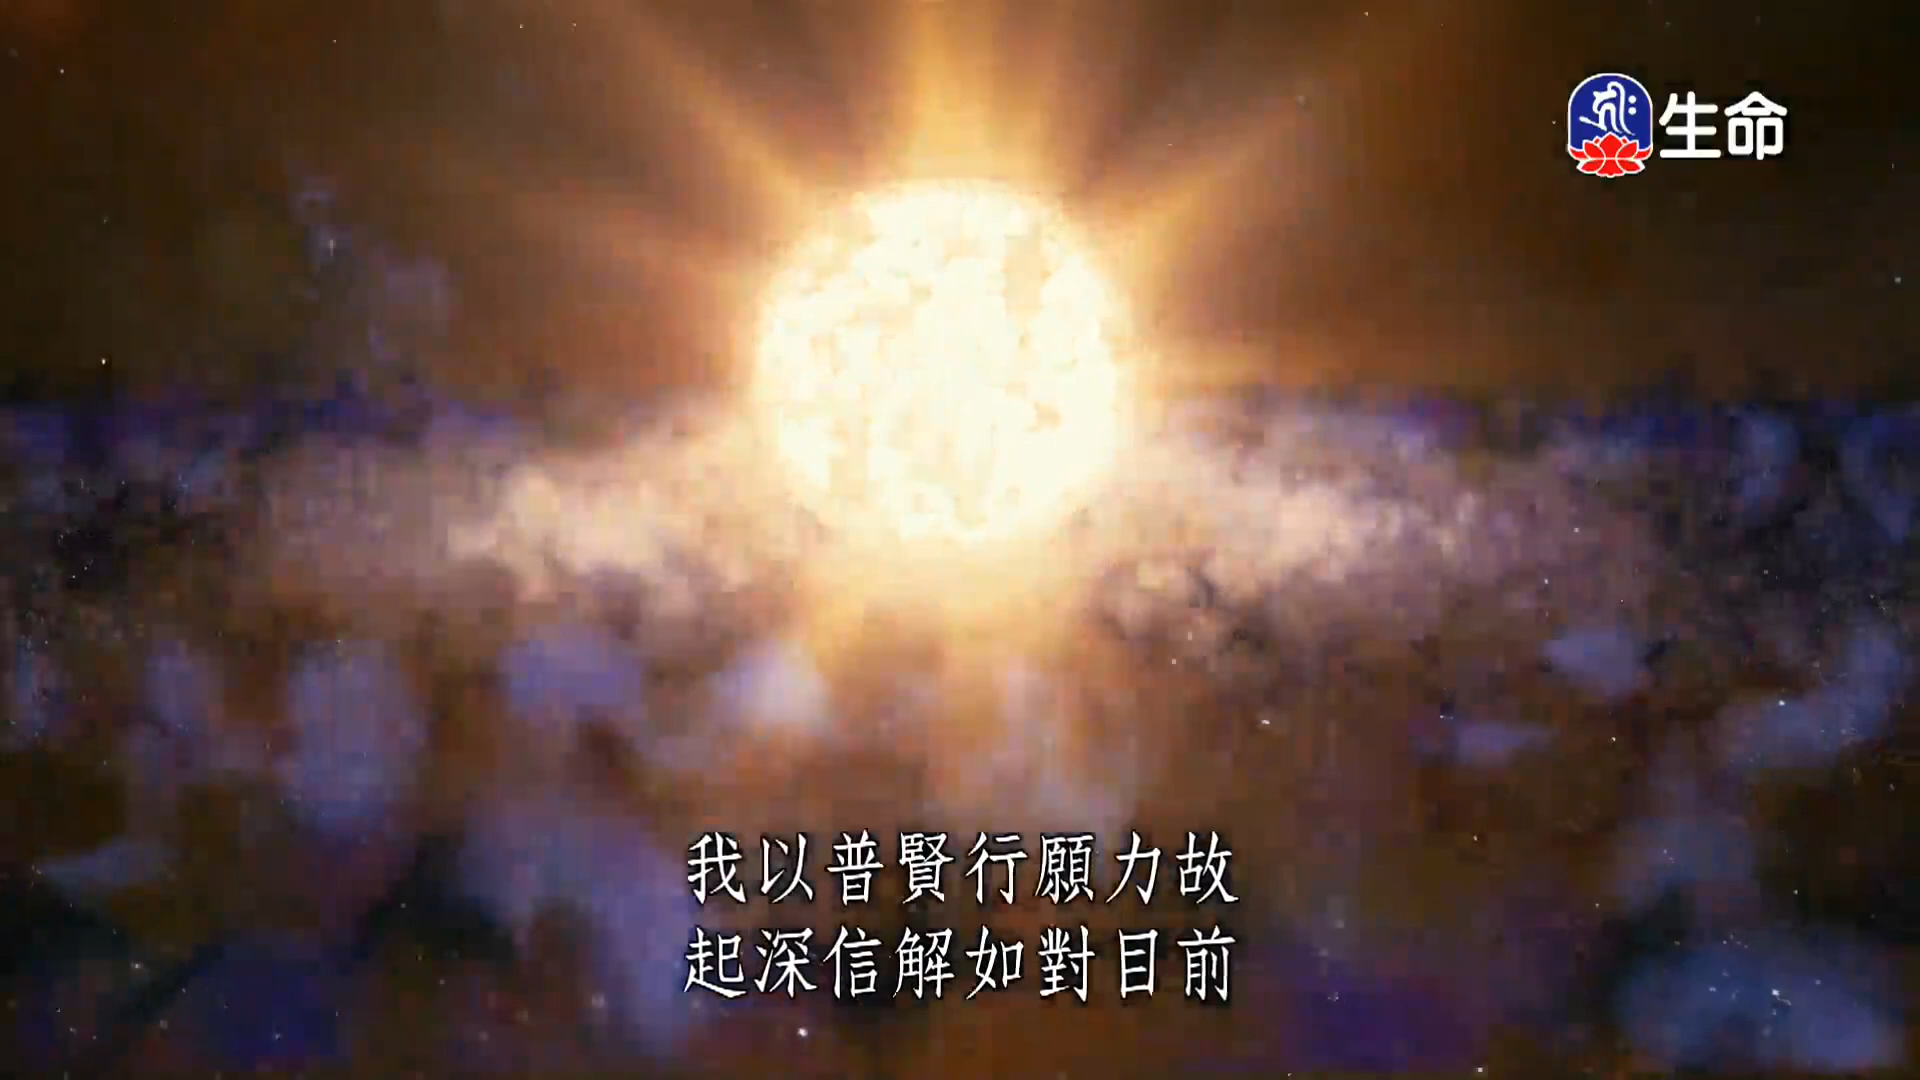 生命
我以普賢行願力故
起深信解如對目前